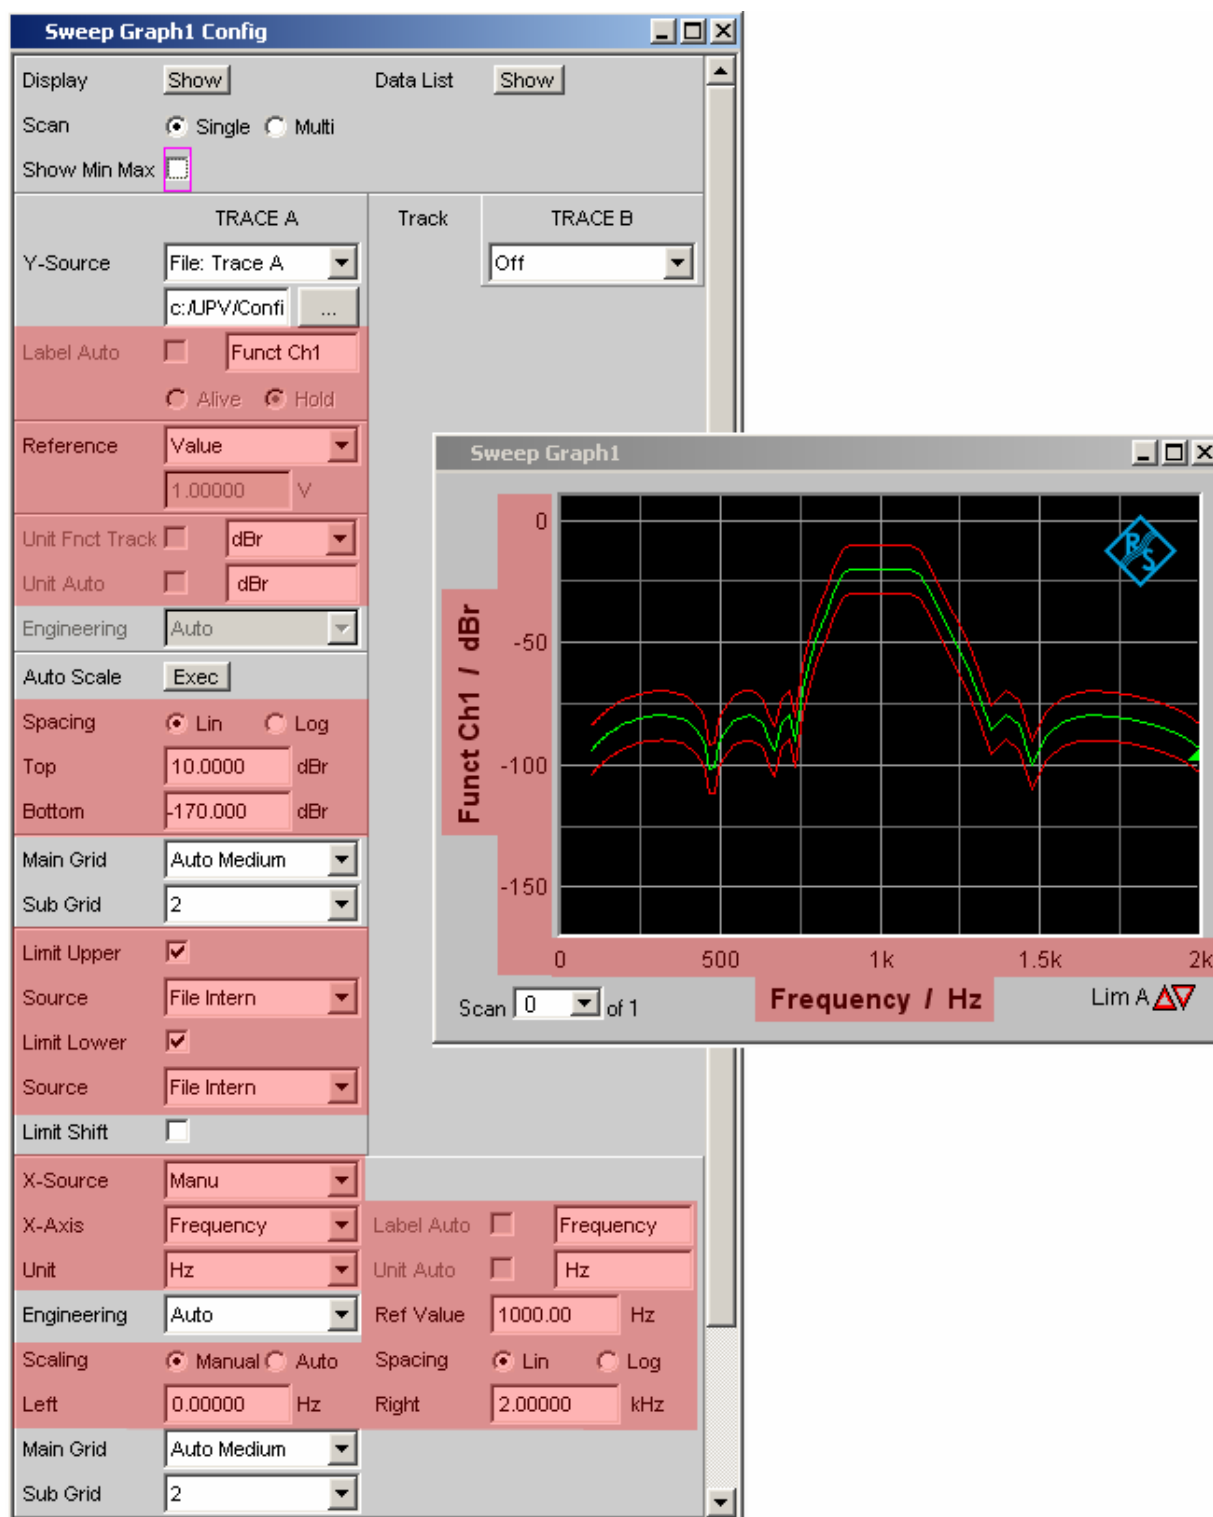 Sweep Graph1 Config
Display Show Data List Show
Scan Single Multi
Show Min Max
TRACE A Track TRACE B
Y-Source File: Trace A Off
c:/UPV/Confi ...
Label Auto Funct Ch1
Alive Hold
Reference Value
1.00000 V
Unit Fnct Track dBr
Unit Auto dBr
Engineering Auto
Auto Scale Exec
Spacing Lin Log
Top 10.0000 dBr
Bottom -170.000 dBr
Main Grid Auto Medium
Sub Grid 2
Limit Upper
Source File Intern
Limit Lower
Source File Intern
Limit Shift
X-Source Manu
X-Axis Frequency Label Auto Frequency
Unit Hz Unit Auto Hz
Engineering Auto Ref Value 1000.00 Hz
Scaling Manual Auto Spacing Lin Log
Left 0.00000 Hz Right 2.00000 kHz
Main Grid Auto Medium
Sub Grid 2
Sweep Graph1
R S
Funct Ch1 / dBr
0
-50
-100
-150
0 500 1k 1.5k 2k
Scan 0 of 1 Frequency / Hz Lim A